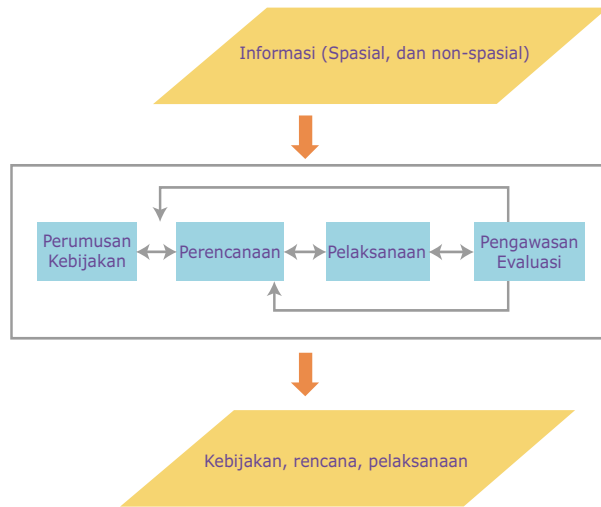 Informasi (Spasial, dan non-spasial)
Perumusan
Kebijakan
Perencanaan
Pelaksanaan
Pengawasan
Evaluasi
Kebijakan, rencana, pelaksanaan